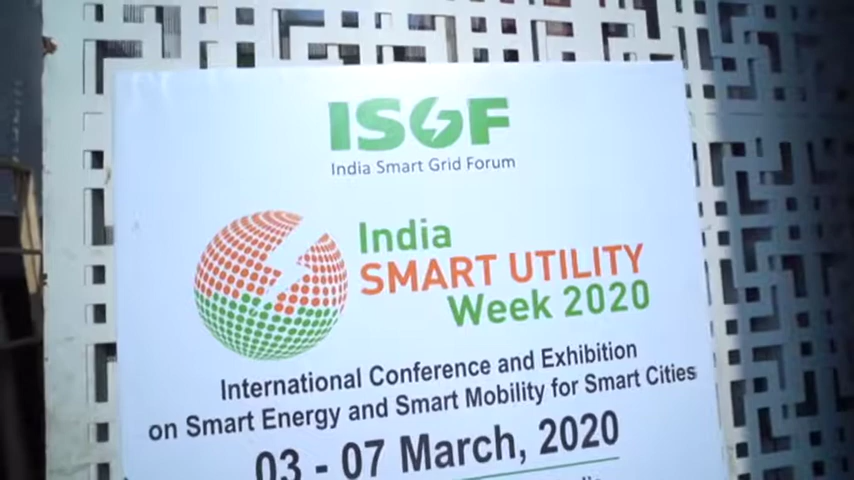 ISGF
India Smart Grid Forum
India
SMART UTILITY
Week 2020
International Conference and Exhibition
on Smart Energy and Smart Mobility for Smart Cities
03 - 07 March, 2020